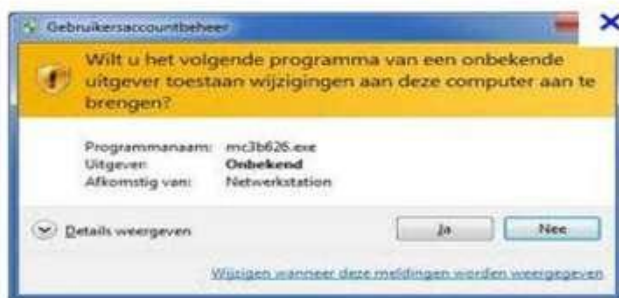 Gebruikersaccountbeheer
Wilt u het volgende programma van een onbekende
uitgever toestaan wijzigingen aan deze computer aan te
brengen?
Programmanaam: mc3b626.exe
Uitgever: Onbekend
Afkomstig van: Netwerkstation
Details weergeven
Ja
Nee
Wijzigen wanneer deze meldingen worden weergegeven